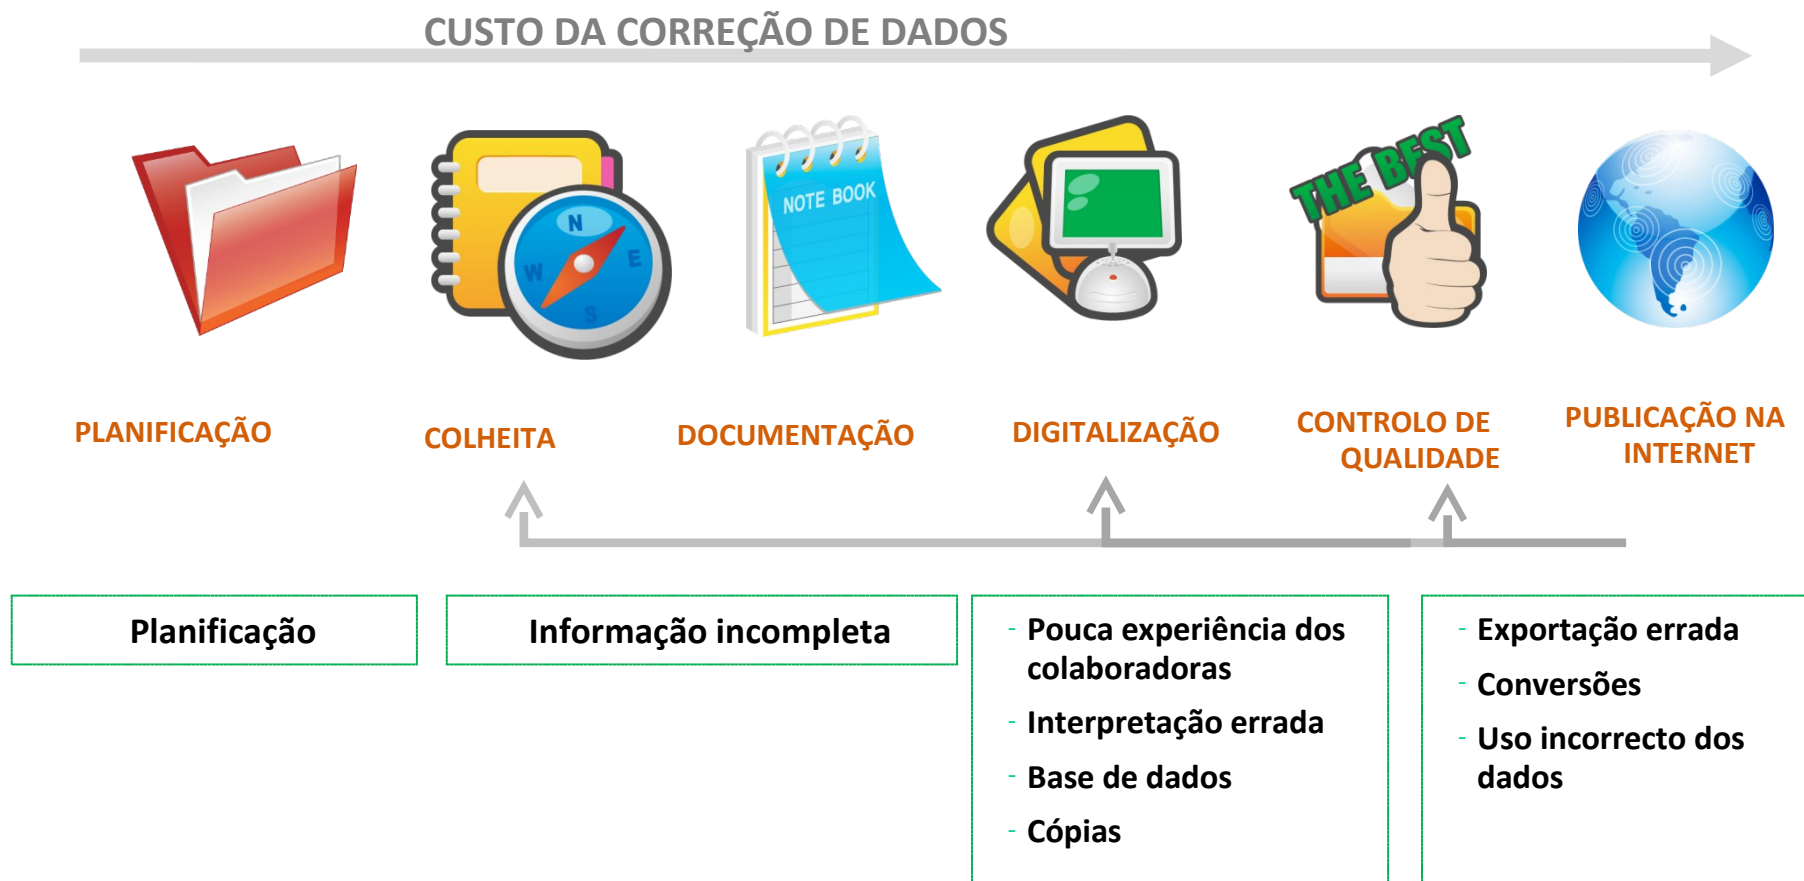 CUSTO DA CORREÇÃO DE DADOS
THE BEST
NOTE BOOK
N
W
E
S
PLANIFICAÇÃO
COLHEITA
DOCUMENTAÇÃO
DIGITALIZAÇÃO
CONTROLO DE
QUALIDADE
PUBLICAÇÃO NA
INTERNET
Planificação
Informação incompleta
- Pouca experiência dos
colaboradoras
- Interpretação errada
- Base de dados
- Cópias
- Exportação errada
- Conversões
- Uso incorrecto dos
dados